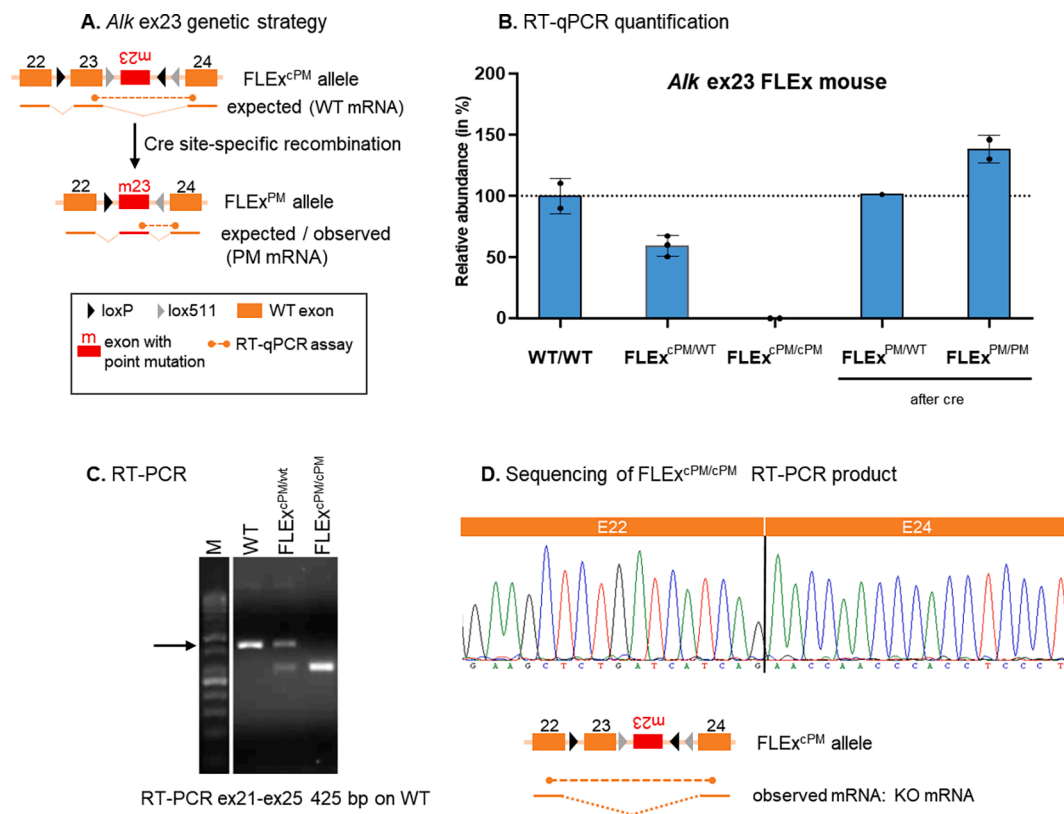 A. Alk ex23 genetic strategy
22 23 m23 24
FLEx^cPM allele
expected (WT mRNA)
Cre site-specific recombination
22 m23 24
FLEx^PM allele
expected / observed
(PM mRNA)
loxP lox511 WT exon
m exon with
point mutation
RT-qPCR assay
B. RT-qPCR quantification
Alk ex23 FLEx mouse
Relative abundance (in %)
200
150
100
50
0
WT/WT FLEx^cPM/WT FLEx^cPM/cPM FLEx^PM/WT FLEx^PM/PM
after cre
C. RT-PCR
M WT FLEx^cPM/wt FLEx^cPM/cPM
RT-PCR ex21-ex25 425 bp on WT
D. Sequencing of FLEx^cPM/cPM RT-PCR product
E22 E24
G A A G C T C T G A T C A T C A G A A C C A A C C C A C C T C C C T
22 23 m23 24
FLEx^cPM allele
observed mRNA: KO mRNA